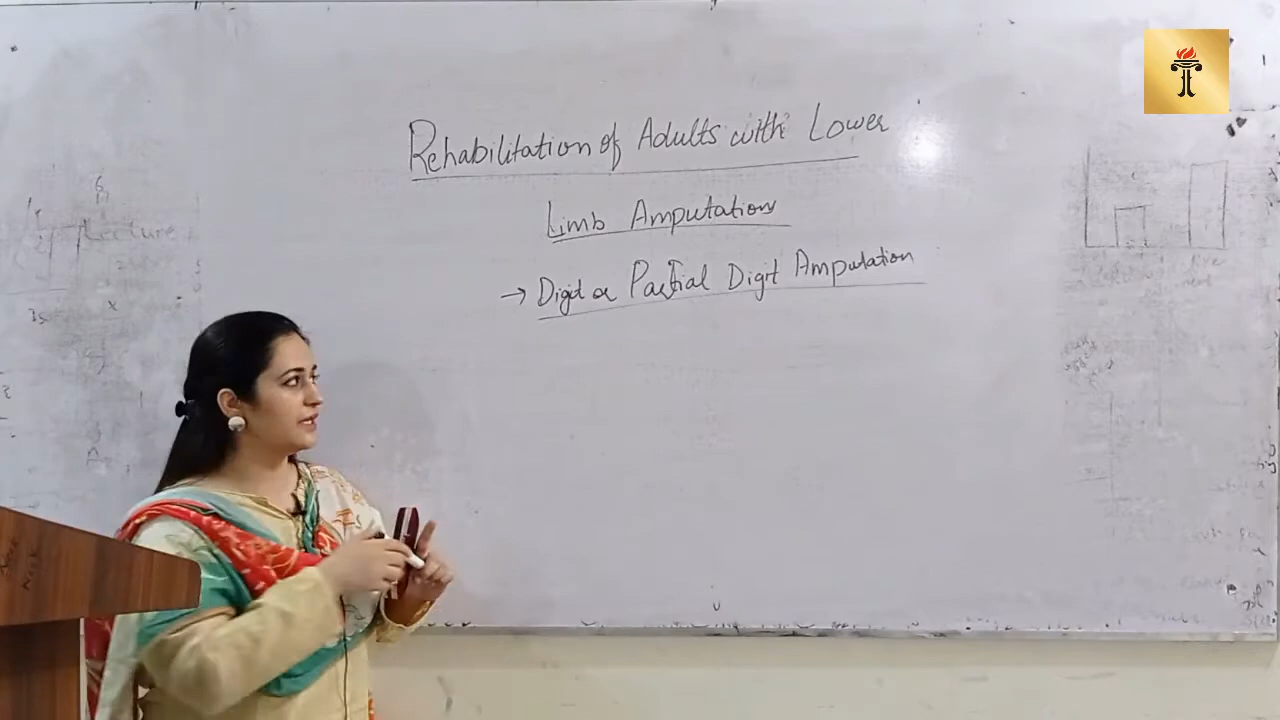 Rehabilitation of Adults with Lower
Limb Amputation
→ Digit or Partial Digit Amputation